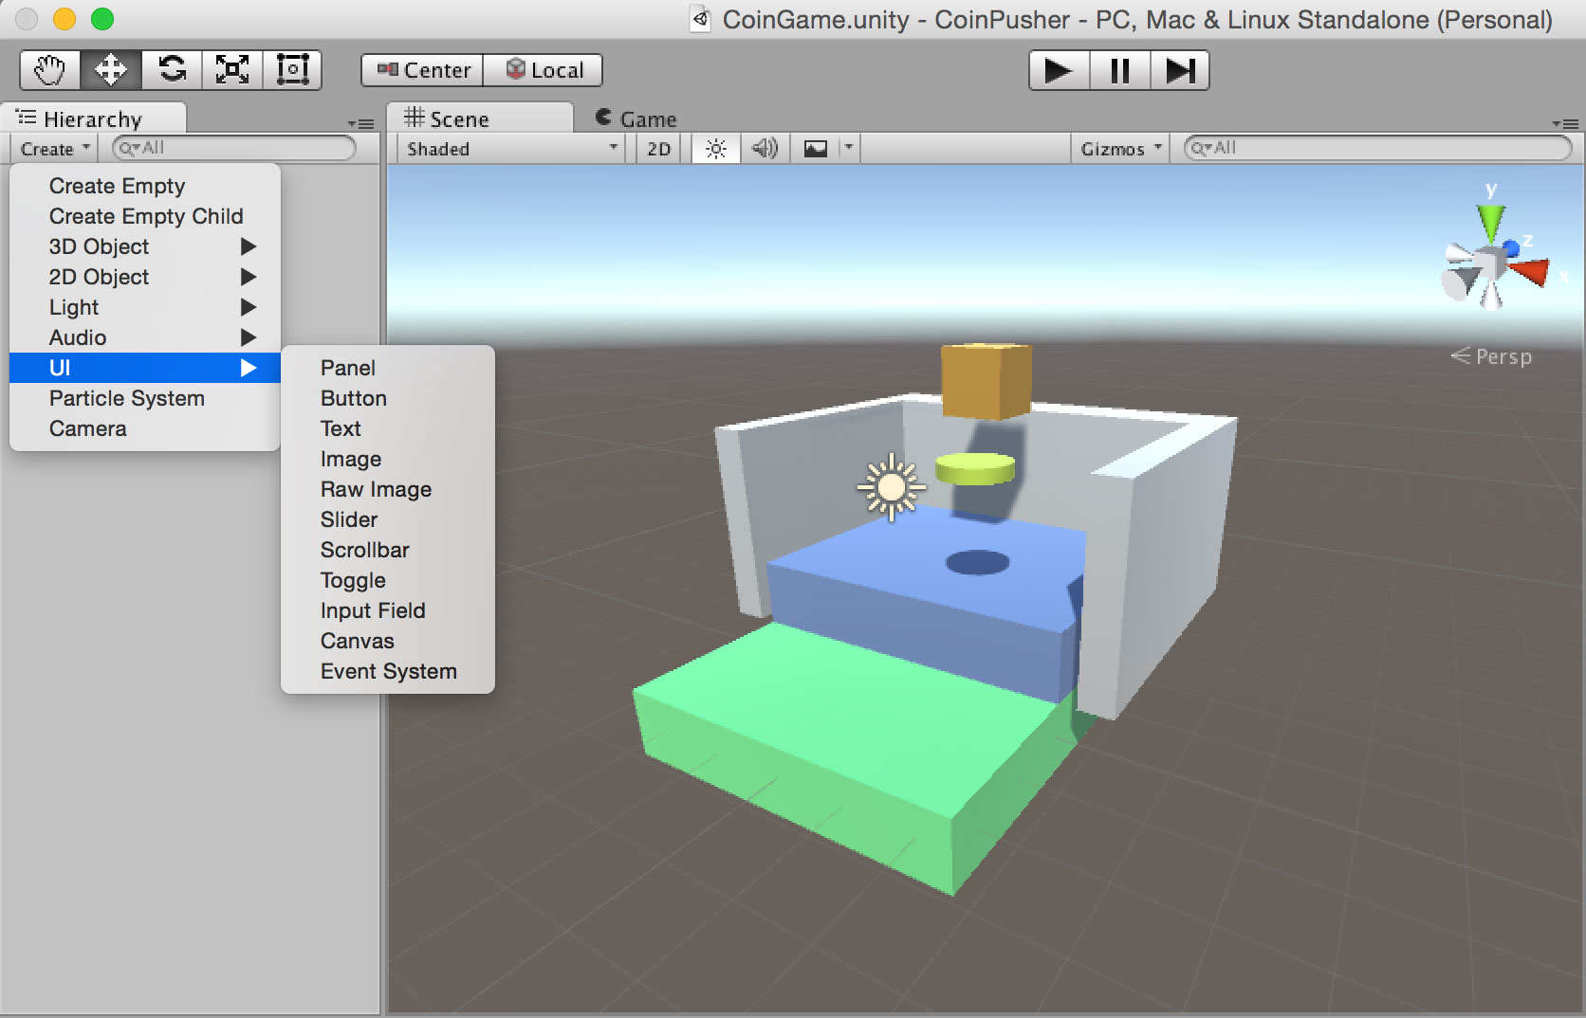 CoinGame.unity - CoinPusher - PC, Mac & Linux Standalone (Personal)
Center Local
Hierarchy
Create All
Create Empty
Create Empty Child
3D Object
2D Object
Light
Audio
UI
Particle System
Camera
Panel
Button
Text
Image
Raw Image
Slider
Scrollbar
Toggle
Input Field
Canvas
Event System
Scene Game
Shaded 2D Gizmos All
y
z
x
Persp